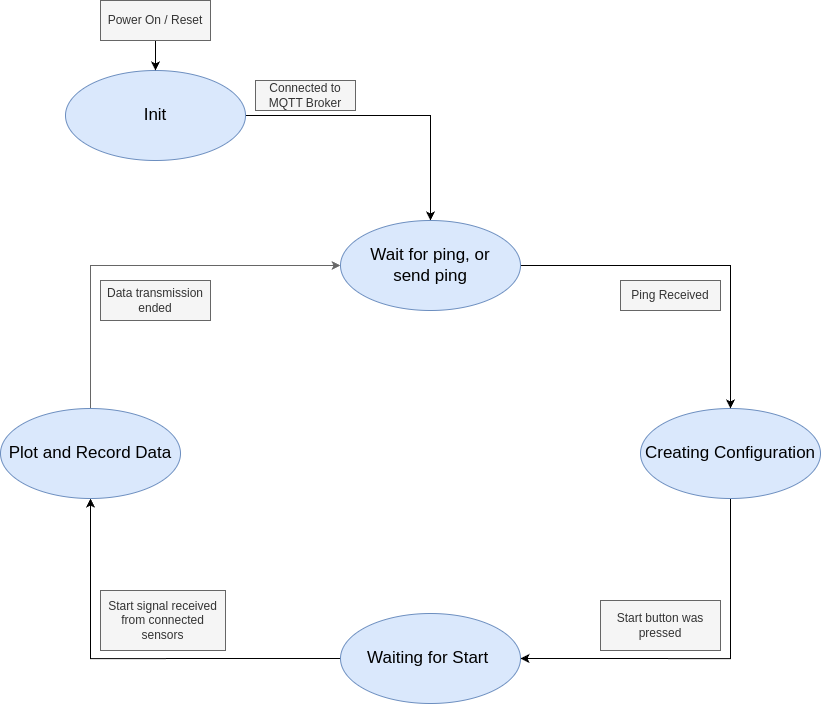 Power On / Reset
Init
Connected to
MQTT Broker
Wait for ping, or
send ping
Data transmission
ended
Ping Received
Plot and Record Data
Creating Configuration
Start signal received
from connected
sensors
Start button was
pressed
Waiting for Start